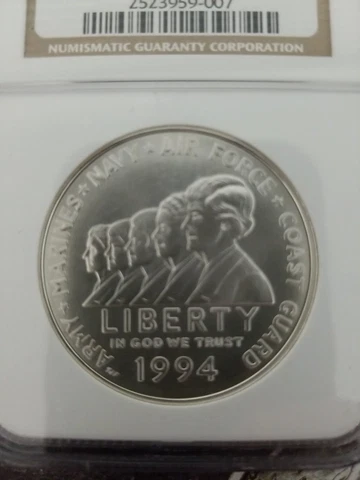 2523959-007
NUMISMATIC GUARANTY CORPORATION
ARMY ★ MARINES ★ NAVY ★ AIR FORCE ★ COAST GUARD
LIBERTY
IN GOD WE TRUST
1994